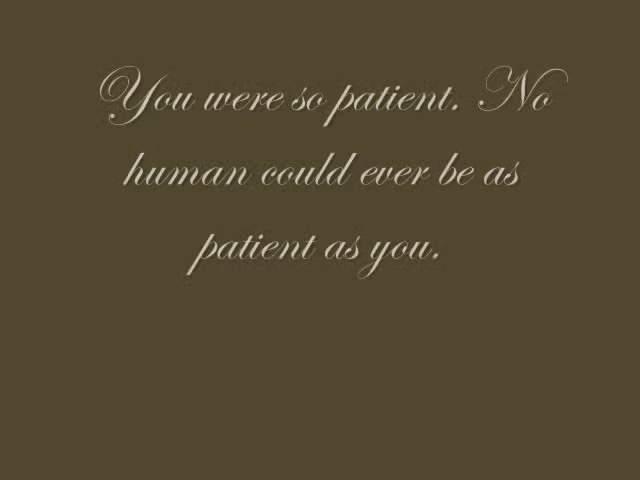 You were so patient. No
human could ever be as
patient as you.